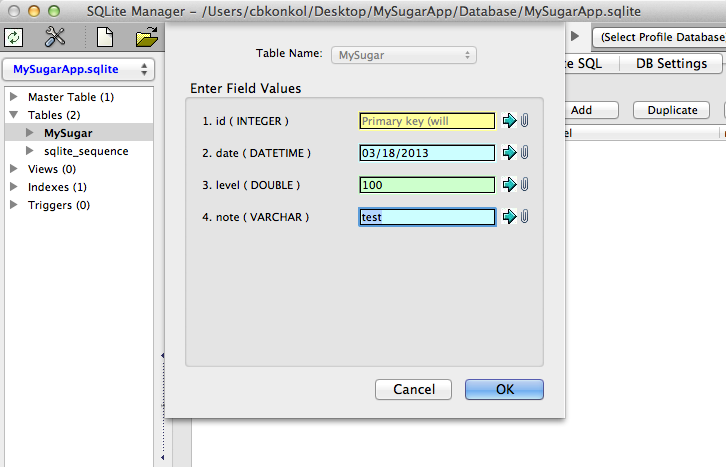 SQLite Manager – /Users/cbkonkol/Desktop/MySugarApp/Database/MySugarApp.sqlite
(Select Profile Database)
MySugarApp.sqlite
Master Table (1)
Tables (2)
MySugar
sqlite_sequence
Views (0)
Indexes (1)
Triggers (0)
Table Name: MySugar
Enter Field Values
1. id ( INTEGER ) Primary key (will
2. date ( DATETIME ) 03/18/2013
3. level ( DOUBLE ) 100
4. note ( VARCHAR ) test
Cancel OK
SQL DB Settings
Add Duplicate